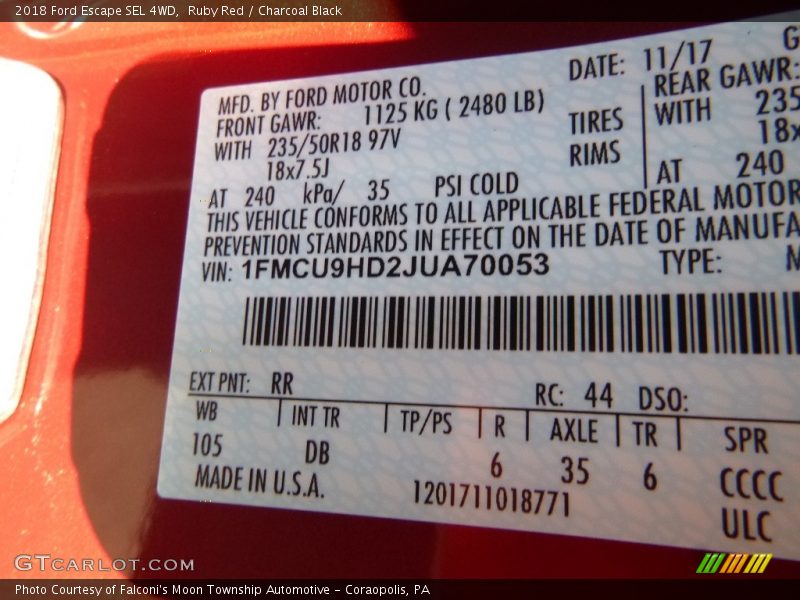 2018 Ford Escape SEL 4WD, Ruby Red / Charcoal Black
MFD. BY FORD MOTOR CO.
DATE: 11/17
FRONT GAWR: 1125 KG ( 2480 LB)
REAR GAWR:
WITH 235/50R18 97V
TIRES
WITH 235
18x7.5J
RIMS
18x
AT 240 kPa/ 35 PSI COLD
AT 240
THIS VEHICLE CONFORMS TO ALL APPLICABLE FEDERAL MOTOR
PREVENTION STANDARDS IN EFFECT ON THE DATE OF MANUFA
VIN: 1FMCU9HD2JUA70053
TYPE:
EXT PNT: RR
RC: 44 DSO:
WB INT TR TP/PS R AXLE TR SPR
105 DB 6 35 6 CCCC
MADE IN U.S.A.
1201711018771
ULC
GTCARLOT.COM
Photo Courtesy of Falconi's Moon Township Automotive – Coraopolis, PA